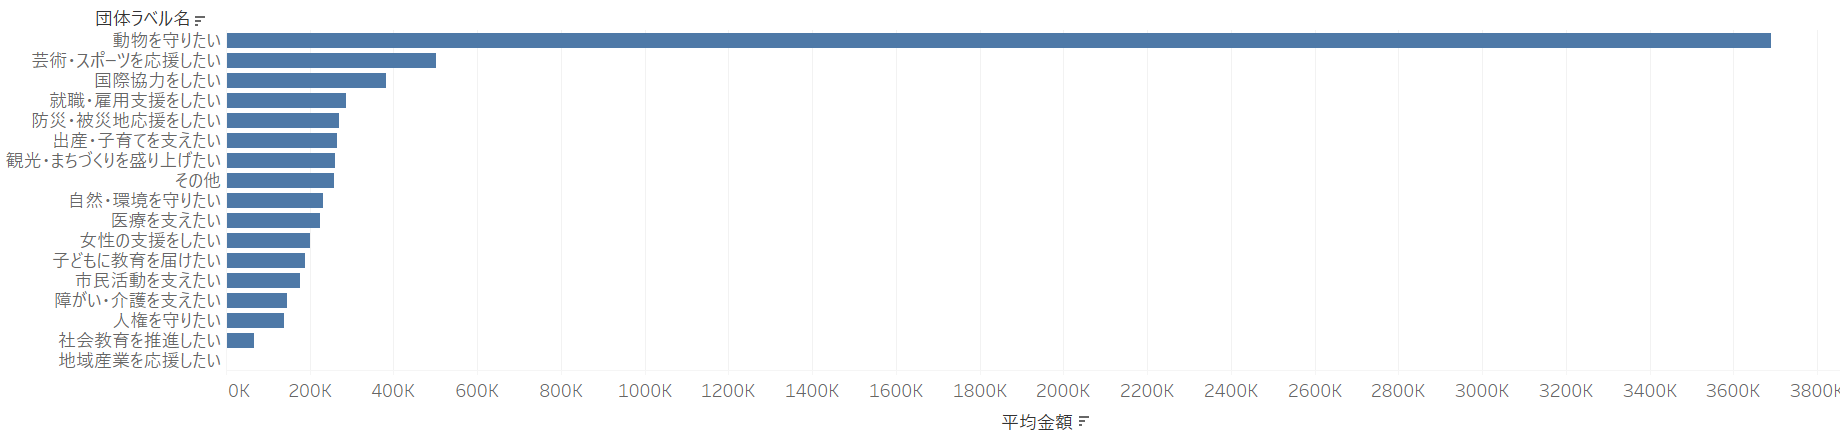 団体ラベル名
動物を守りたい
芸術・スポーツを応援したい
国際協力をしたい
就職・雇用支援をしたい
防災・被災地応援をしたい
出産・子育てを支えたい
観光・まちづくりを盛り上げたい
その他
自然・環境を守りたい
医療を支えたい
女性の支援をしたい
子どもに教育を届けたい
市民活動を支えたい
障がい・介護を支えたい
人権を守りたい
社会教育を推進したい
地域産業を応援したい
0K 200K 400K 600K 800K 1000K 1200K 1400K 1600K 1800K 2000K 2200K 2400K 2600K 2800K 3000K 3200K 3400K 3600K 3800K
平均金額